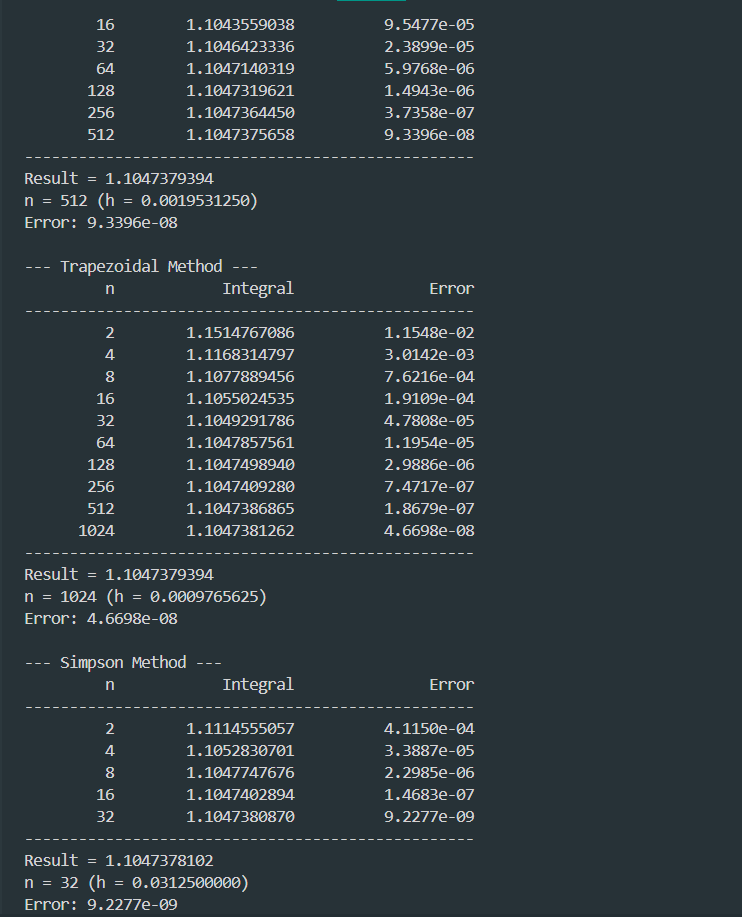 16 1.1043559038 9.5477e-05
32 1.1046423336 2.3899e-05
64 1.1047140319 5.9768e-06
128 1.1047319621 1.4943e-06
256 1.1047364450 3.7358e-07
512 1.1047375658 9.3396e-08
--------------------------------------------------
Result = 1.1047379394
n = 512 (h = 0.0019531250)
Error: 9.3396e-08
--- Trapezoidal Method ---
n Integral Error
--------------------------------------------------
2 1.1514767086 1.1548e-02
4 1.1168314797 3.0142e-03
8 1.1077889456 7.6216e-04
16 1.1055024535 1.9109e-04
32 1.1049291786 4.7808e-05
64 1.1047857561 1.1954e-05
128 1.1047498940 2.9886e-06
256 1.1047409280 7.4717e-07
512 1.1047386865 1.8679e-07
1024 1.1047381262 4.6698e-08
--------------------------------------------------
Result = 1.1047379394
n = 1024 (h = 0.0009765625)
Error: 4.6698e-08
--- Simpson Method ---
n Integral Error
--------------------------------------------------
2 1.1114555057 4.1150e-04
4 1.1052830701 3.3887e-05
8 1.1047747676 2.2985e-06
16 1.1047402894 1.4683e-07
32 1.1047380870 9.2277e-09
--------------------------------------------------
Result = 1.1047378102
n = 32 (h = 0.0312500000)
Error: 9.2277e-09